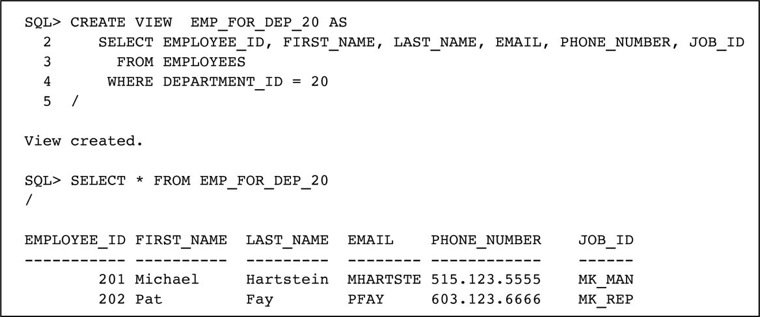 SQL> CREATE VIEW  EMP_FOR_DEP_20 AS
  2    SELECT EMPLOYEE_ID, FIRST_NAME, LAST_NAME, EMAIL, PHONE_NUMBER, JOB_ID
  3      FROM EMPLOYEES
  4     WHERE DEPARTMENT_ID = 20
  5  /
View created.
SQL> SELECT * FROM EMP_FOR_DEP_20
/
EMPLOYEE_ID FIRST_NAME  LAST_NAME  EMAIL    PHONE_NUMBER    JOB_ID
----------- ----------  ---------  -------- ------------    ------
        201 Michael     Hartstein  MHARTSTE 515.123.5555    MK_MAN
        202 Pat         Fay        PFAY     603.123.6666    MK_REP